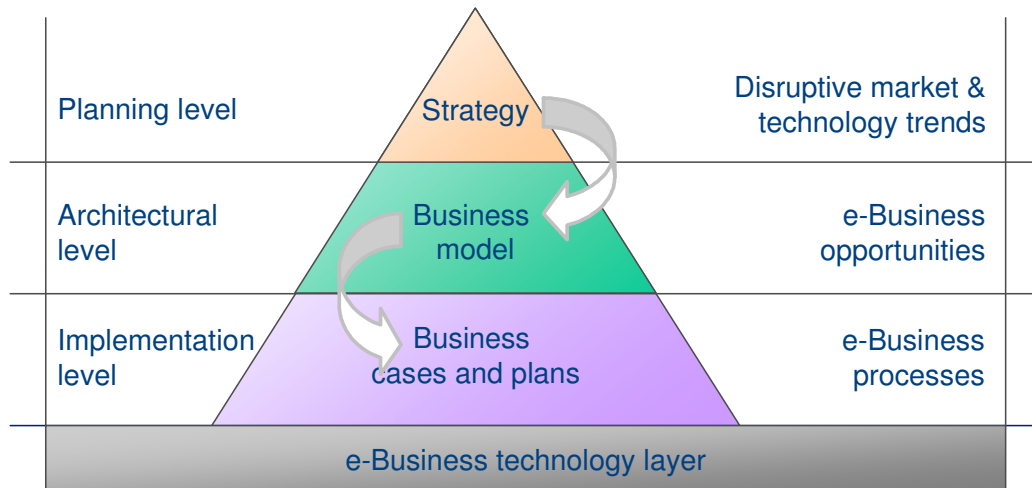 Planning level
Strategy
Disruptive market &
technology trends
Architectural
level
Business
model
e-Business
opportunities
Implementation
level
Business
cases and plans
e-Business
processes
e-Business technology layer